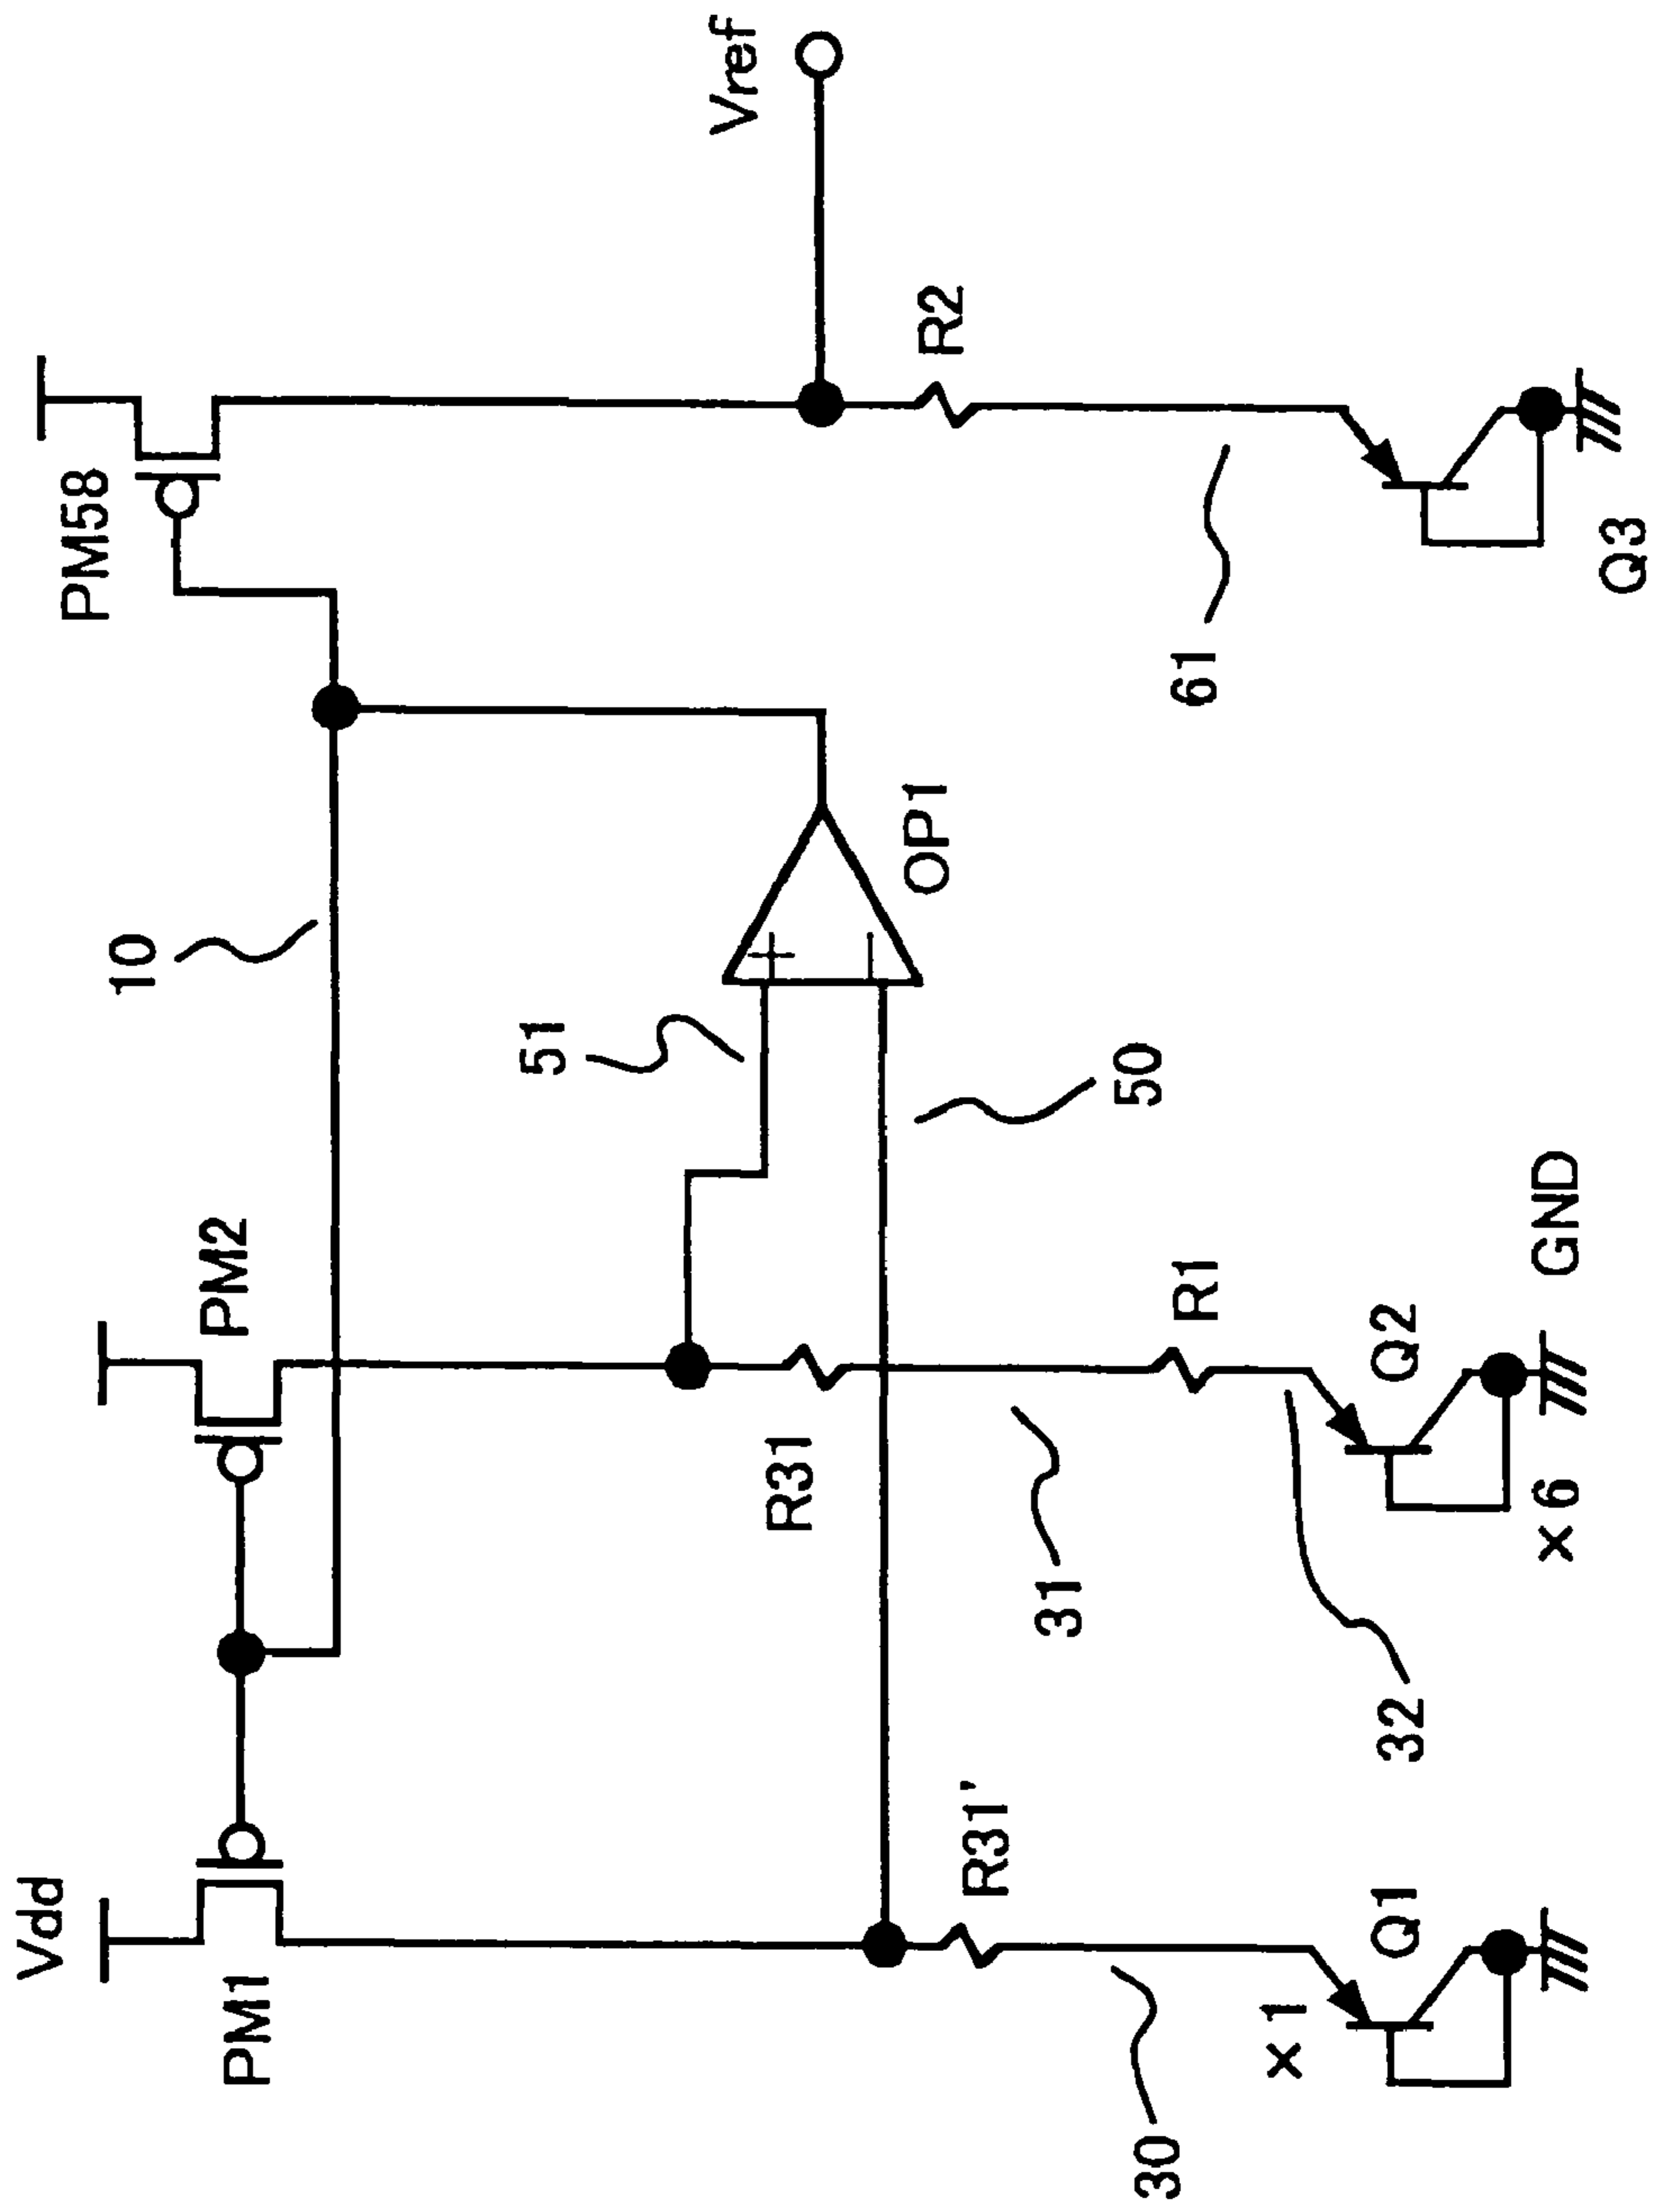 Vdd
PM1
PM2
PM58
10
51
50
OP1
Vref
R31'
R31
R2
R1
30
31
32
61
×1
Q1
Q2
×6
GND
Q3
+
−